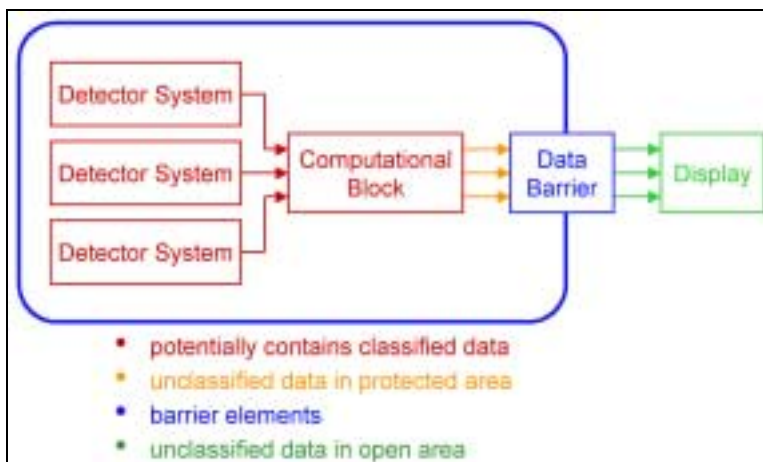 Detector System
Detector System
Detector System
Computational
Block
Data
Barrier
Display
• potentially contains classified data
• unclassified data in protected area
• barrier elements
• unclassified data in open area